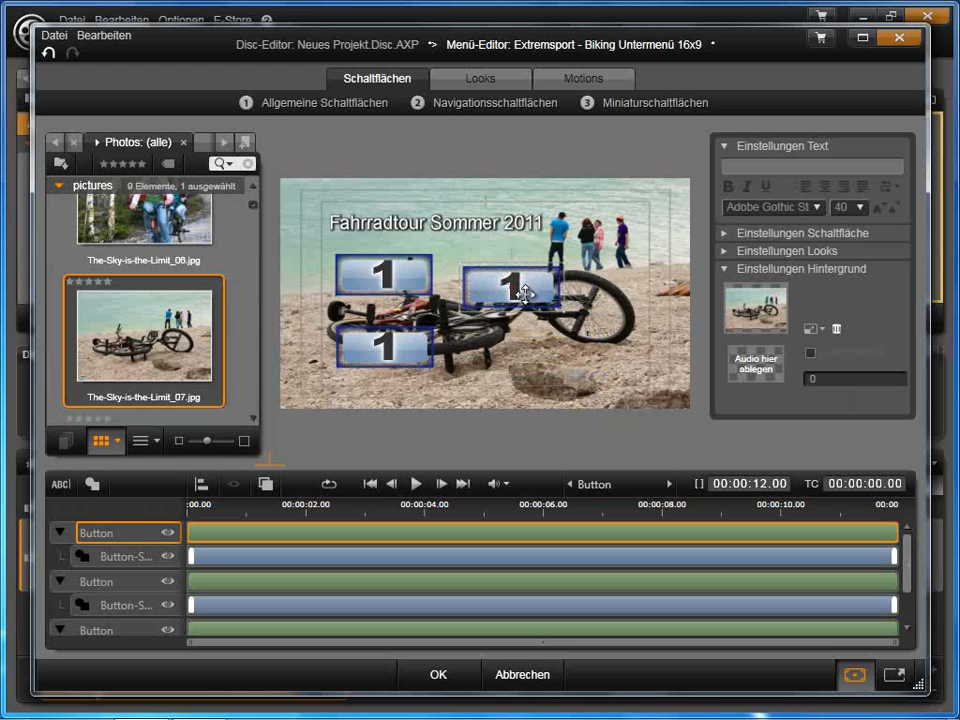 Datei Bearbeiten Optionen E-Store ?
Datei Bearbeiten
Disc-Editor: Neues Projekt.Disc.AXP
Menü-Editor: Extremsport - Biking Untermenü 16x9
Schaltflächen Looks Motions
1 Allgemeine Schaltflächen 2 Navigationsschaltflächen 3 Miniaturschaltflächen
Photos: (alle)
pictures 9 Elemente, 1 ausgewählt
The-Sky-is-the-Limit_08.jpg
The-Sky-is-the-Limit_07.jpg
Fahrradtour Sommer 2011
1
1
1
Einstellungen Text
B I U
Adobe Gothic St 40
Einstellungen Schaltfläche
Einstellungen Looks
Einstellungen Hintergrund
Audio hier
ablegen
0
ABC Button [] 00:00:12.00 TC 00:00:00.00
:00.00 00:00:02.00 00:00:04.00 00:00:06.00 00:00:08.00 00:00:10.00 00:00
Button
Button-S...
Button
Button-S...
Button
OK Abbrechen